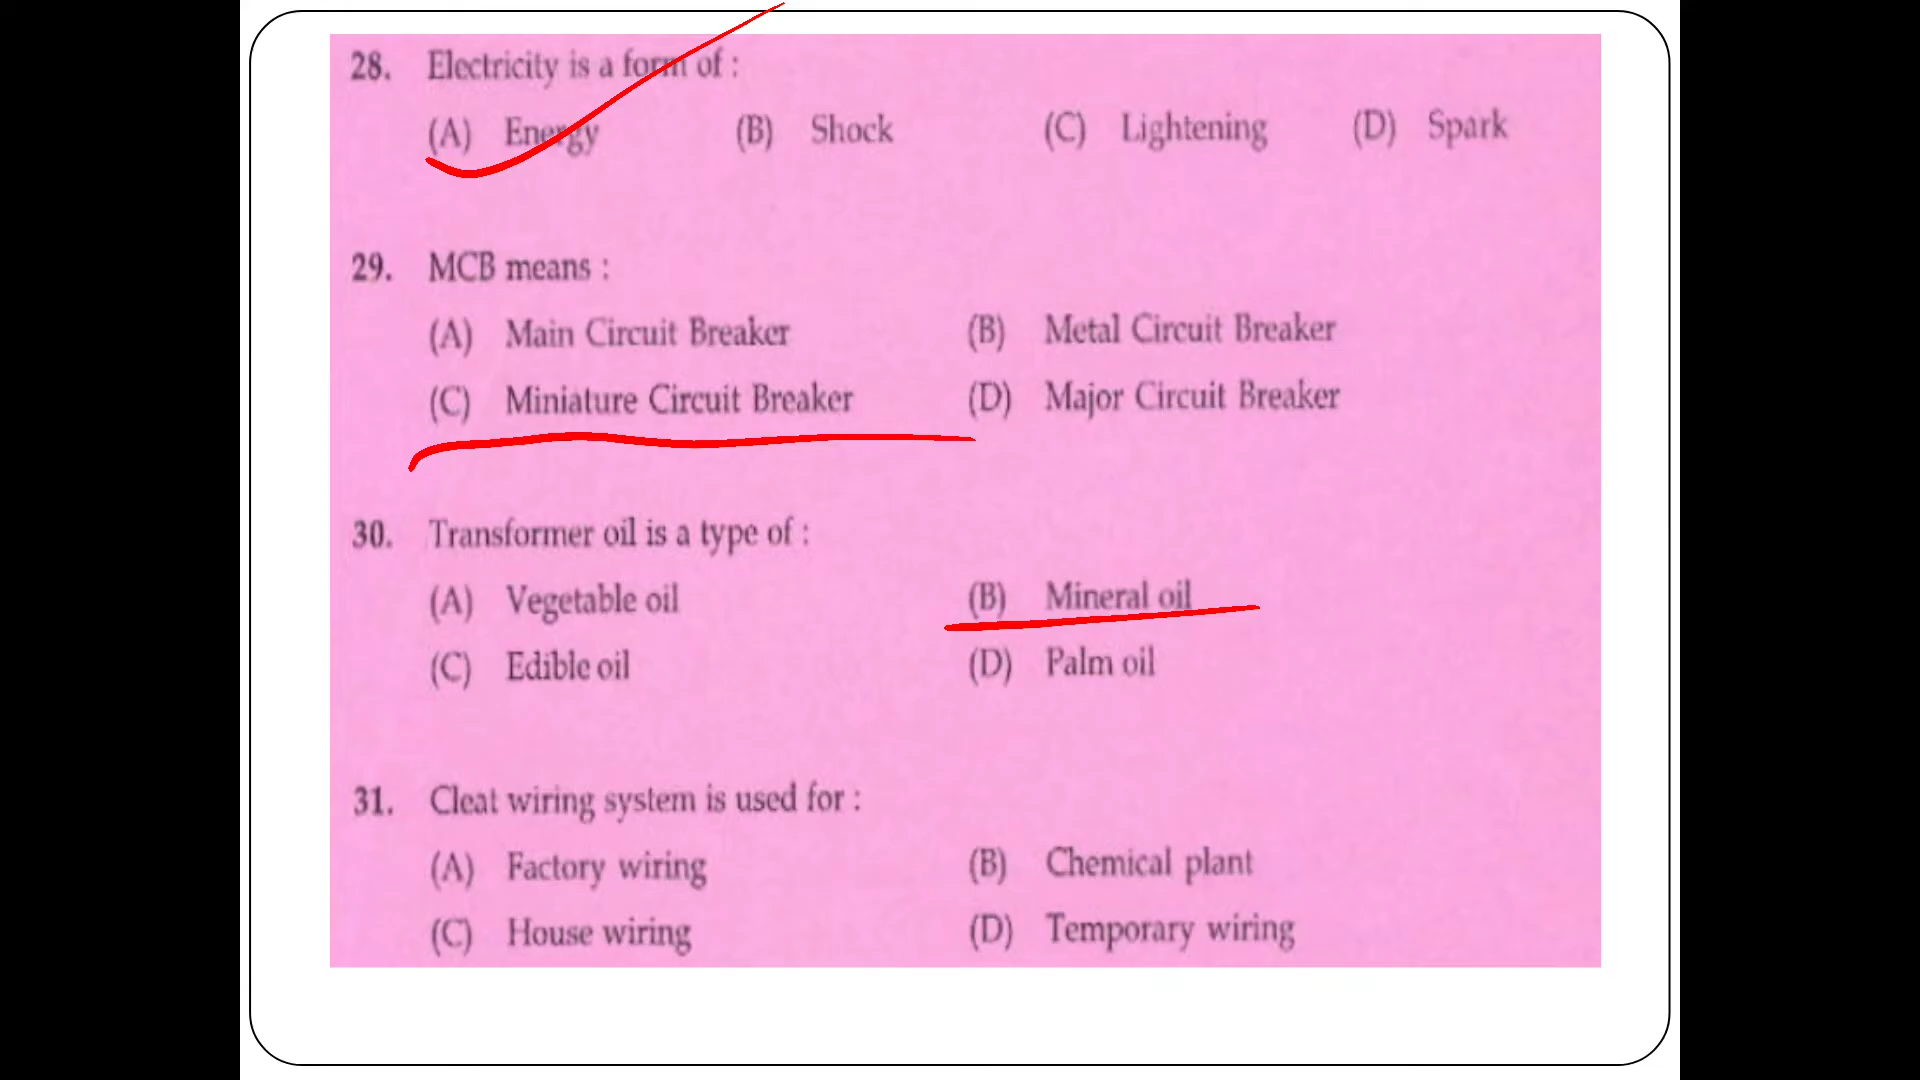 28. Electricity is a form of :
(A) Energy (B) Shock (C) Lightening (D) Spark
29. MCB means :
(A) Main Circuit Breaker (B) Metal Circuit Breaker
(C) Miniature Circuit Breaker (D) Major Circuit Breaker
30. Transformer oil is a type of :
(A) Vegetable oil (B) Mineral oil
(C) Edible oil (D) Palm oil
31. Cleat wiring system is used for :
(A) Factory wiring (B) Chemical plant
(C) House wiring (D) Temporary wiring